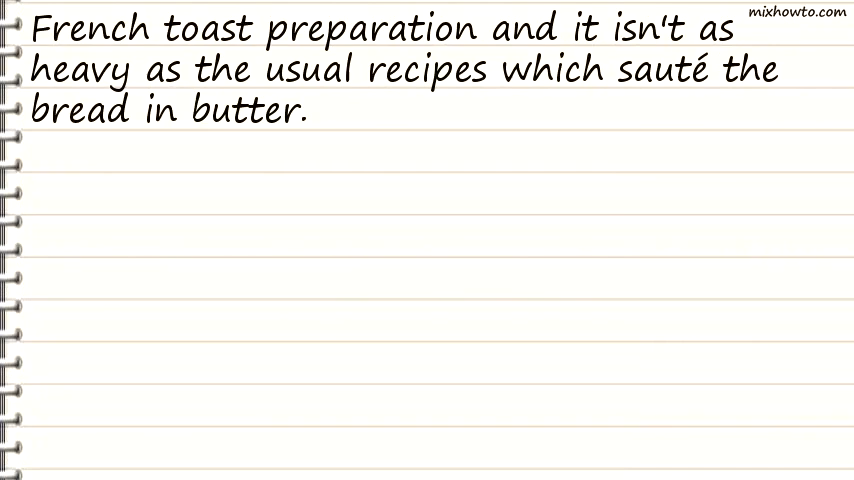 mixhowto.com
French toast preparation and it isn't as
heavy as the usual recipes which sauté the
bread in butter.